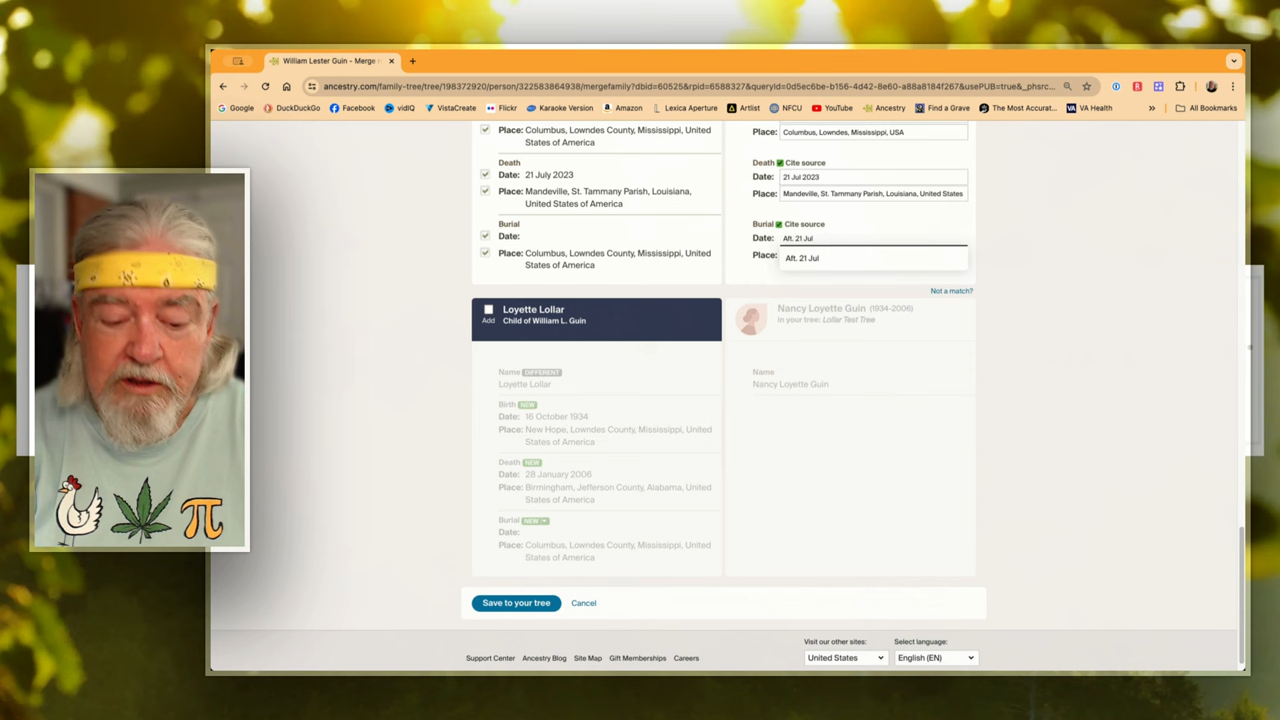 William Lester Guin - Merge
ancestry.com/family-tree/tree/198372920/person/322583864938/mergefamily?dbid=60525&rpid=6588327&queryId=0d5ec6be-b156-4d42-8e60-a88a8184f267&usePUB=true&_phsrc...
Google
DuckDuckGo
Facebook
vidIQ
VistaCreate
Flickr
Karaoke Version
Amazon
Lexica Aperture
Artlist
NFCU
YouTube
Ancestry
Find a Grave
The Most Accurat...
VA Health
»
All Bookmarks
Place: Columbus, Lowndes County, Mississippi, United
States of America
Place: Columbus, Lowndes, Mississippi, USA
Death
Date: 21 July 2023
Place: Mandeville, St. Tammany Parish, Louisiana,
United States of America
Death Cite source
Date: 21 Jul 2023
Place: Mandeville, St. Tammany Parish, Louisiana, United States
Burial
Date:
Place: Columbus, Lowndes County, Mississippi, United
States of America
Burial Cite source
Date: Aft. 21 Jul
Place: Aft. 21 Jul
Not a match?
Add
Loyette Lollar
Child of William L. Guin
Nancy Loyette Guin (1934-2006)
in your tree: Lollar Test Tree
Name DIFFERENT
Loyette Lollar
Name
Nancy Loyette Guin
Birth NEW
Date: 16 October 1934
Place: New Hope, Lowndes County, Mississippi, United
States of America
Death NEW
Date: 28 January 2006
Place: Birmingham, Jefferson County, Alabama, United
States of America
Burial NEW
Date:
Place: Columbus, Lowndes County, Mississippi, United
States of America
Save to your tree
Cancel
Support Center
Ancestry Blog
Site Map
Gift Memberships
Careers
Visit our other sites:
United States
Select language:
English (EN)
π